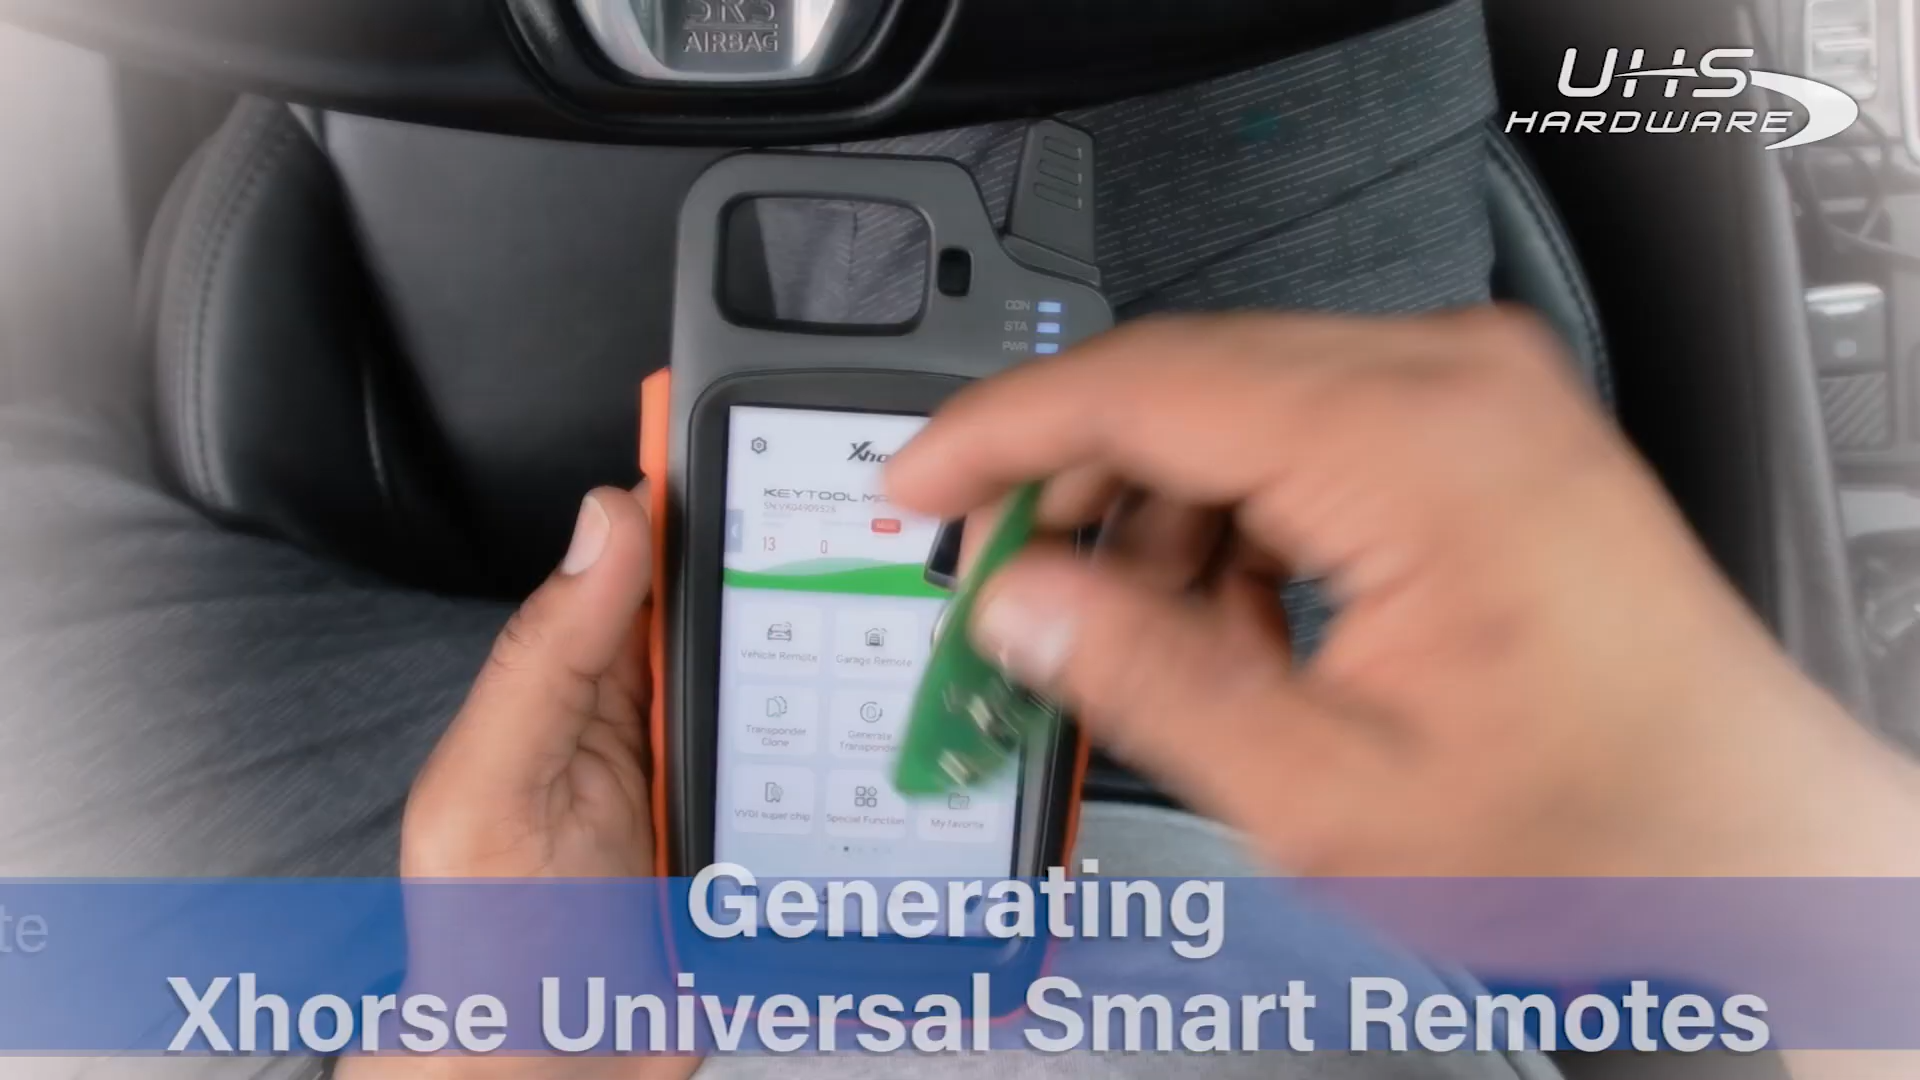 SRS
AIRBAG
UHS
HARDWARE
CON
STA
PWR
KEYTOOL
13
0
Vehicle Remote
Garage Remote
Transponder
Clone
Generate
VVDI super chip
Special Function
My favorite
te
Generating
Xhorse Universal Smart Remotes